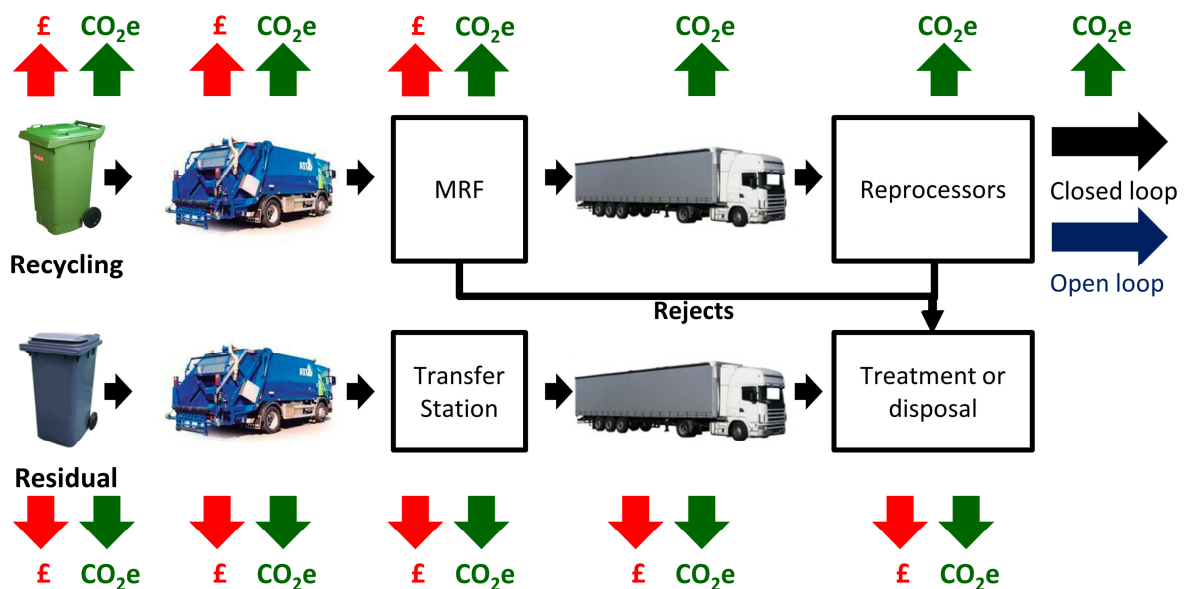 £ CO₂e £ CO₂e £ CO₂e CO₂e CO₂e CO₂e
MRF
Reprocessors
Closed loop
Open loop
Recycling
Rejects
Transfer
Station
Treatment or
disposal
Residual
£ CO₂e £ CO₂e £ CO₂e £ CO₂e £ CO₂e